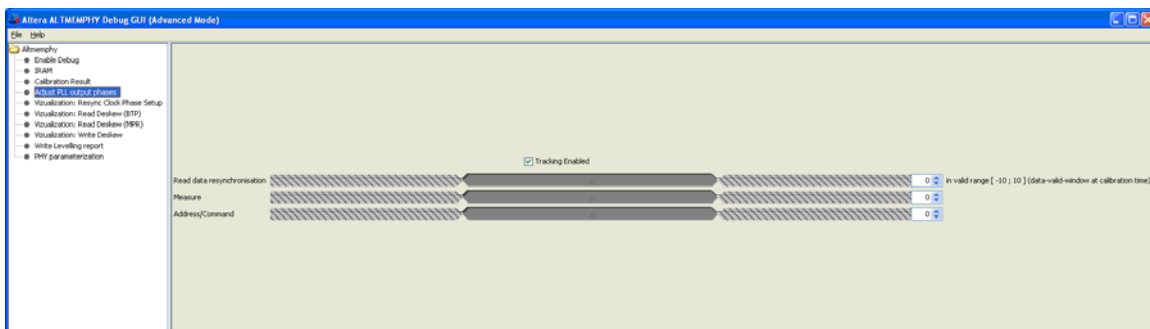 Altera ALTMEMPHY Debug GUI (Advanced Mode)
File Help
Altmemphy
Enable Debug
IRAM
Calibration Result
Adjust PLL output phases
Vizualization: Resync Clock Phase Setup
Vizualization: Read Deskew (BTP)
Vizualization: Read Deskew (MPR)
Vizualization: Write Deskew
Write Levelling report
PHY parameterization
Tracking Enabled
Read data resynchronisation 0 in valid range [ -10 ; 10 ] (data-valid-window at calibration time)
Measure 0
Address/Command 0